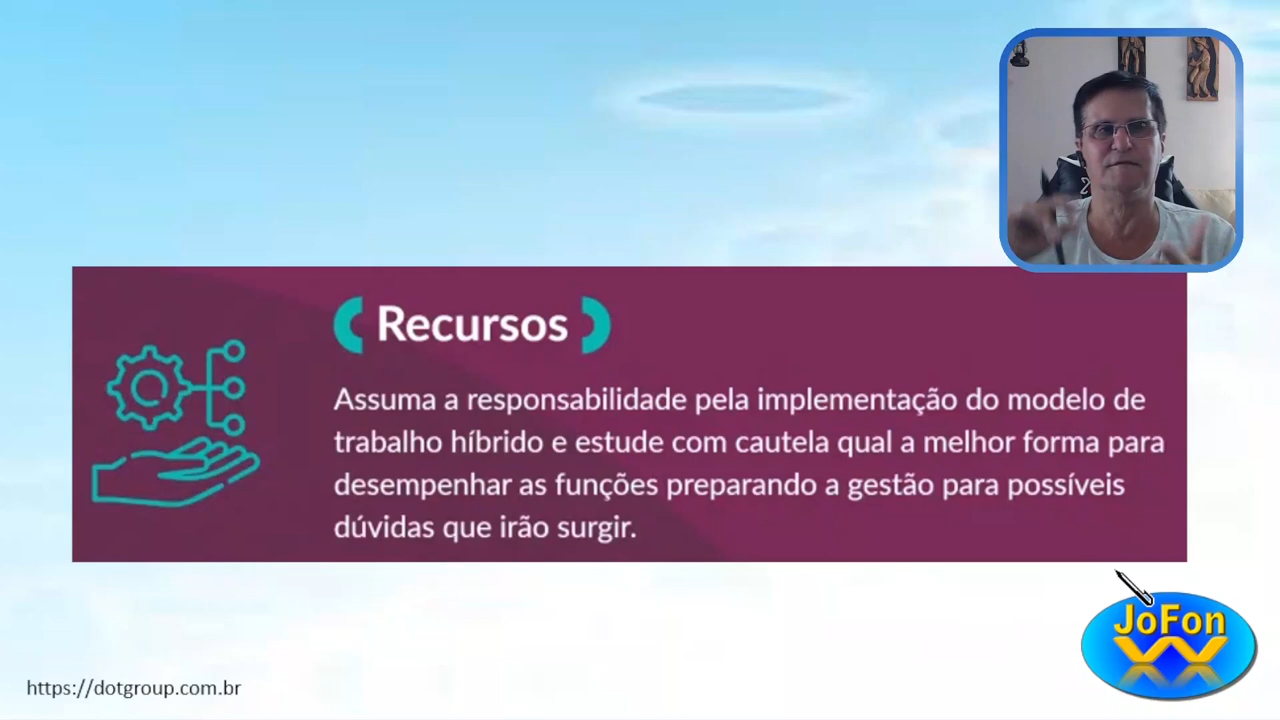 Recursos
Assuma a responsabilidade pela implementação do modelo de
trabalho híbrido e estude com cautela qual a melhor forma para
desempenhar as funções preparando a gestão para possíveis
dúvidas que irão surgir.
JoFon
https://dotgroup.com.br